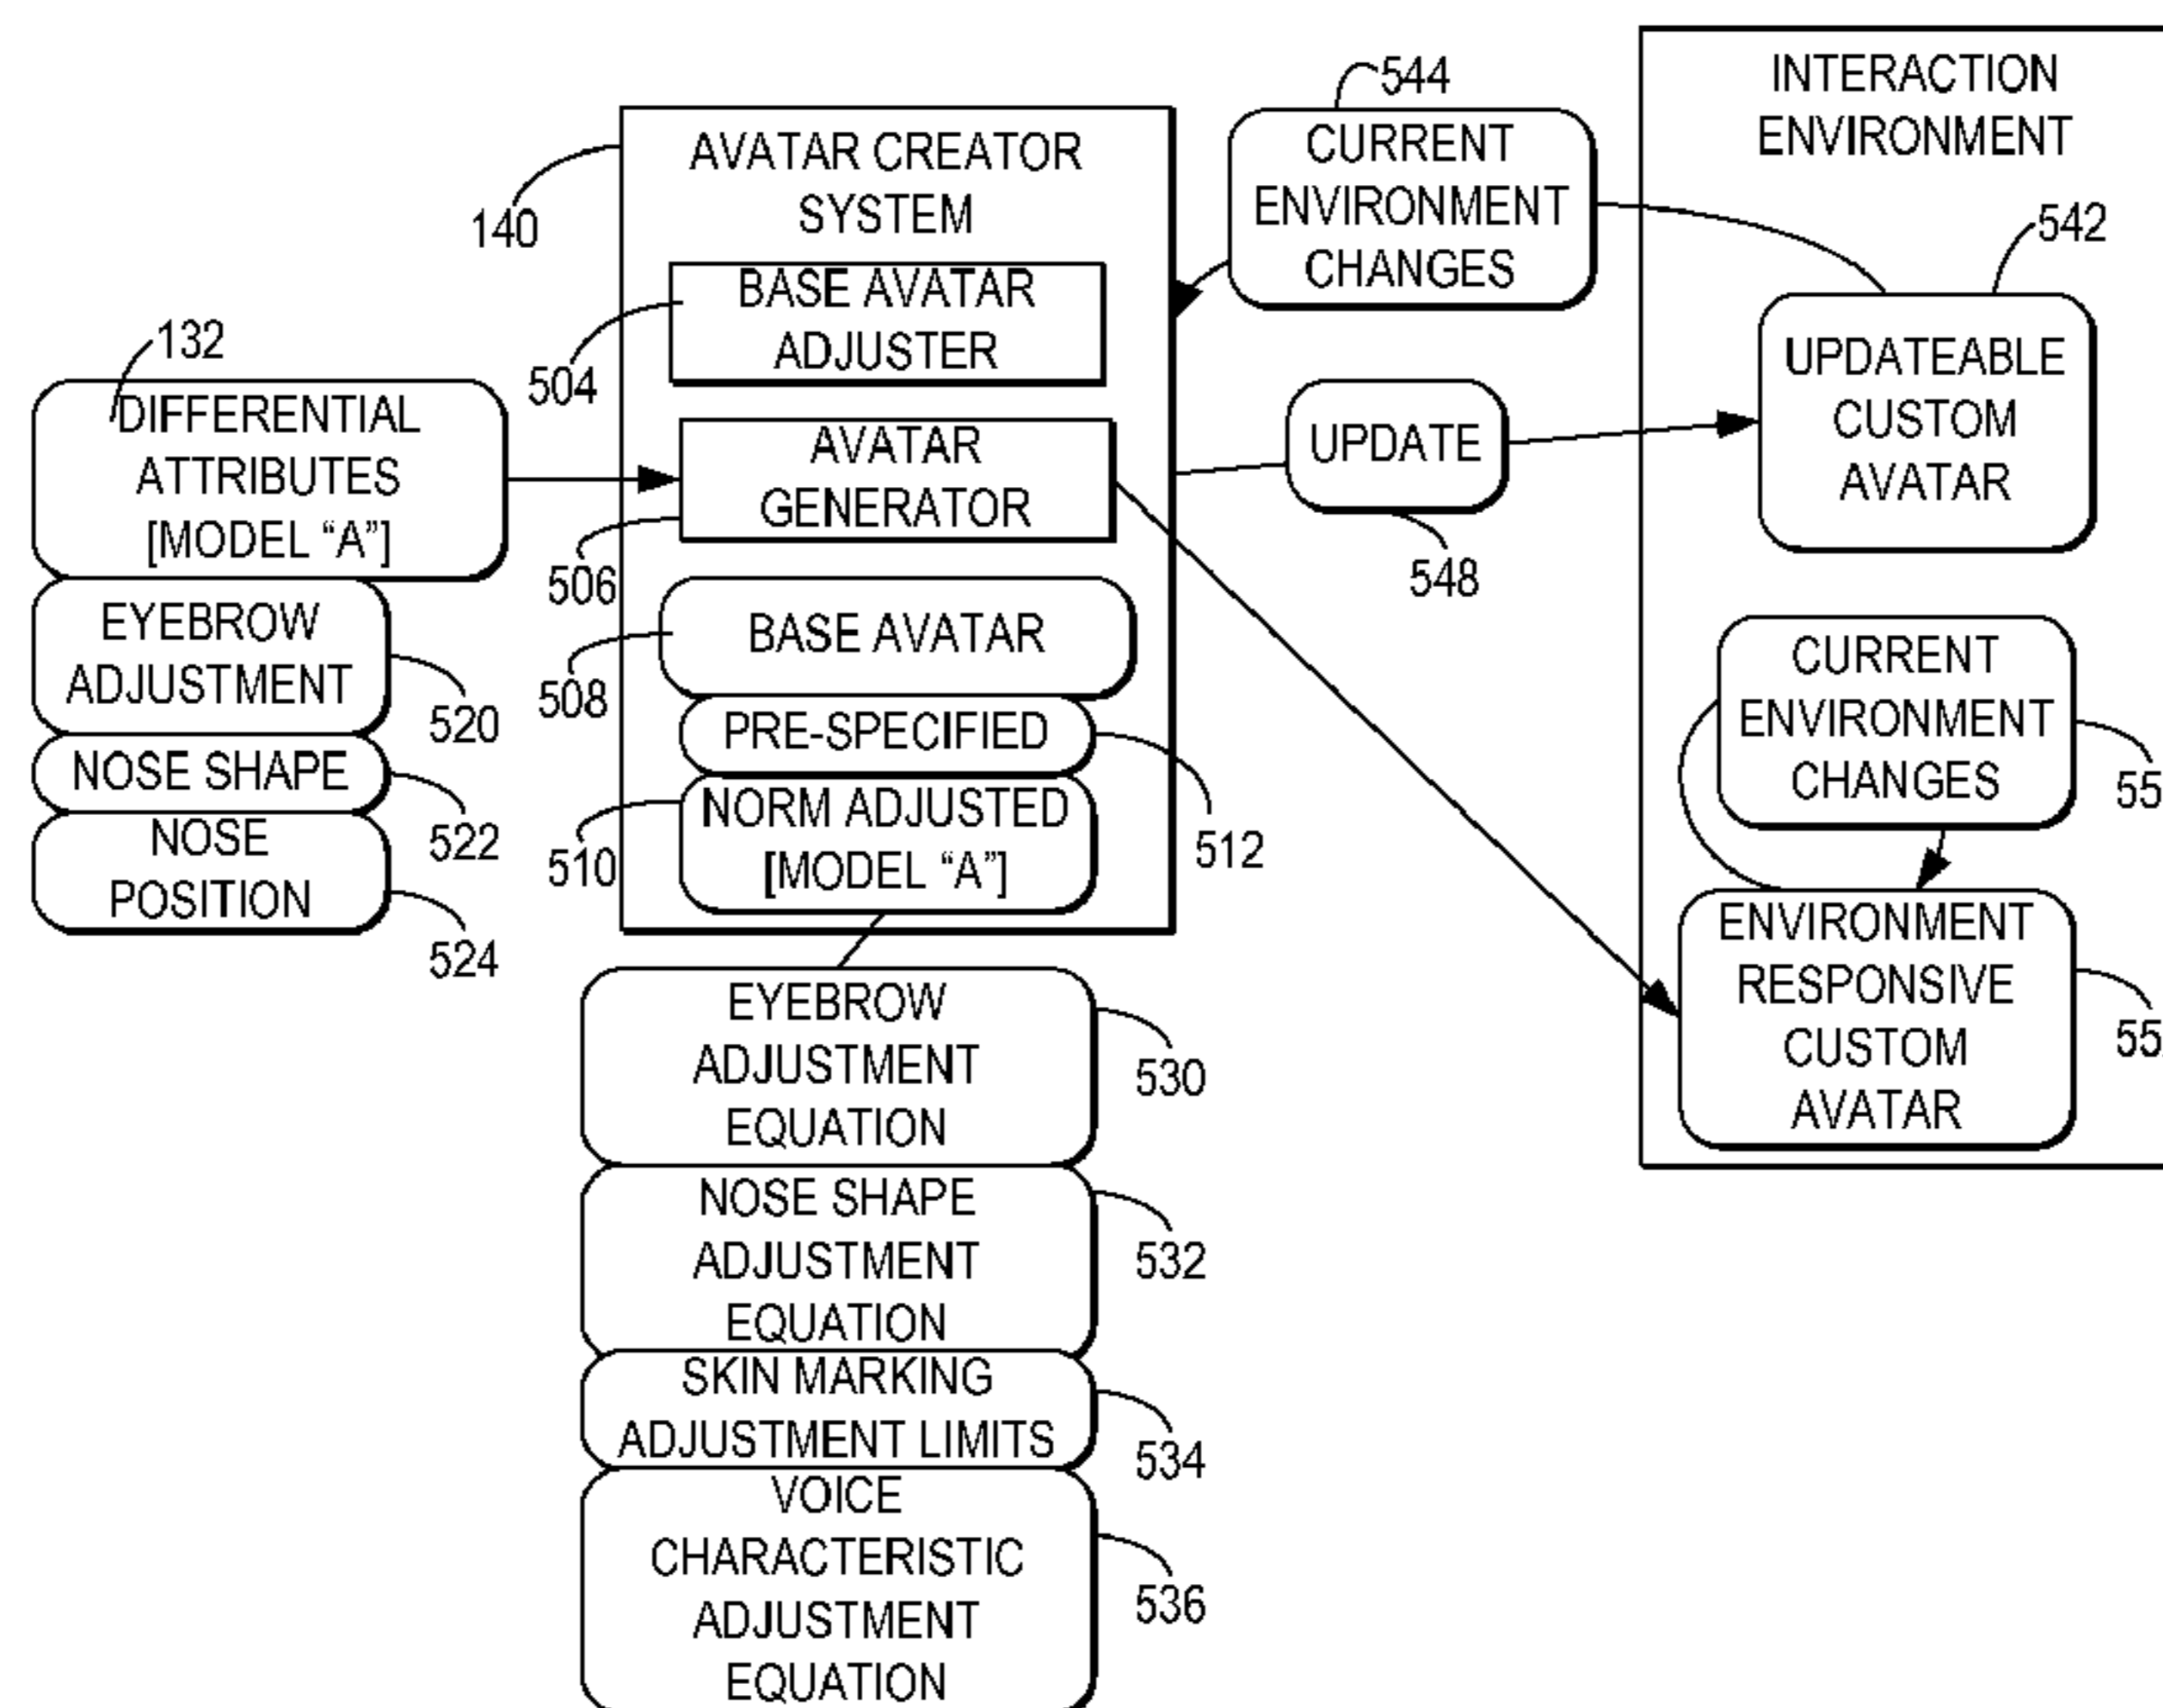 132
DIFFERENTIAL
ATTRIBUTES
[MODEL “A”]
EYEBROW
ADJUSTMENT
520
NOSE SHAPE
522
NOSE
POSITION
524
140
AVATAR CREATOR
SYSTEM
504
BASE AVATAR
ADJUSTER
506
AVATAR
GENERATOR
508
BASE AVATAR
PRE-SPECIFIED
512
510
NORM ADJUSTED
[MODEL “A”]
EYEBROW
ADJUSTMENT
EQUATION
530
NOSE SHAPE
ADJUSTMENT
EQUATION
532
SKIN MARKING
ADJUSTMENT LIMITS
534
VOICE
CHARACTERISTIC
ADJUSTMENT
EQUATION
536
544
CURRENT
ENVIRONMENT
CHANGES
UPDATE
548
INTERACTION
ENVIRONMENT
542
UPDATEABLE
CUSTOM
AVATAR
CURRENT
ENVIRONMENT
CHANGES
ENVIRONMENT
RESPONSIVE
CUSTOM
AVATAR